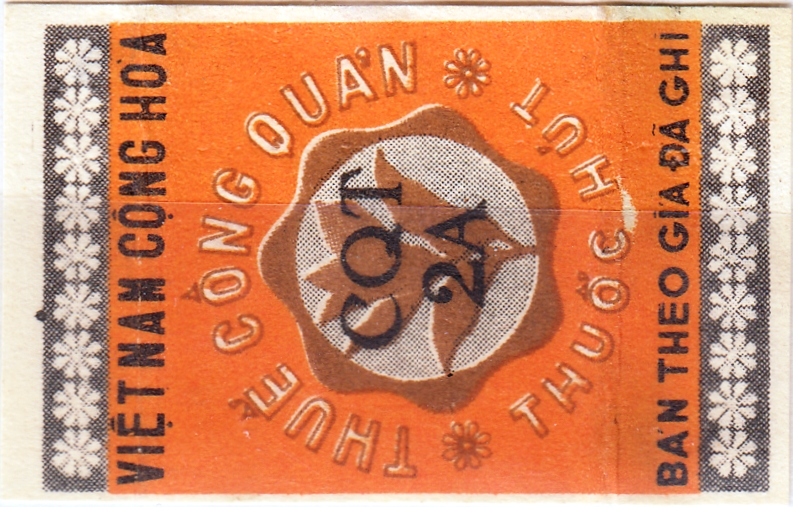 VIỆT NAM CỘNG HÒA
THUẾ CÔNG QUẢN
THUỐC HÚT
CQT
2A
BÁN THEO GIÁ ĐÃ GHI